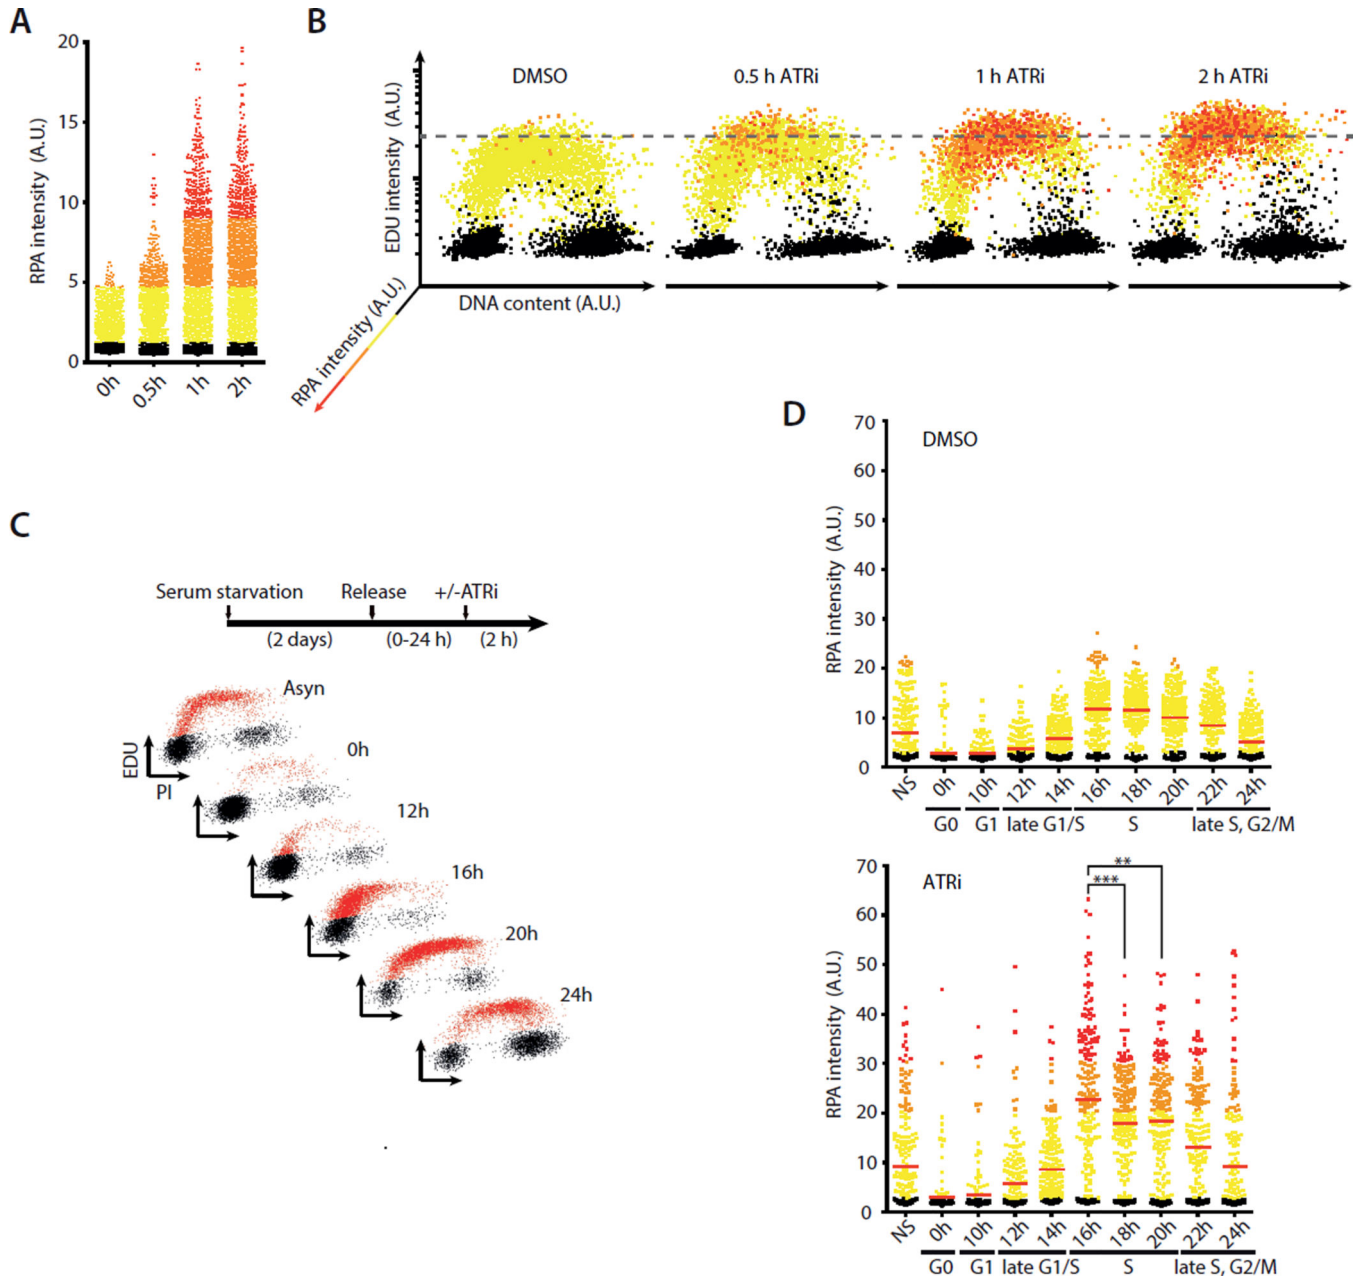 A
RPA intensity (A.U.)
20
15
10
5
0
0h
0.5h
1h
2h
B
EDU intensity (A.U.)
DMSO
0.5 h ATRi
1 h ATRi
2 h ATRi
DNA content (A.U.)
RPA intensity (A.U.)
C
Serum starvation
Release
+/-ATRi
(2 days)
(0-24 h)
(2 h)
Asyn
EDU
PI
0h
12h
16h
20h
24h
D
DMSO
RPA intensity (A.U.)
70
60
50
40
30
20
10
0
NS 0h 10h 12h 14h 16h 18h 20h 22h 24h
G0 G1 late G1/S S late S, G2/M
ATRi
**
***
RPA intensity (A.U.)
70
60
50
40
30
20
10
0
NS 0h 10h 12h 14h 16h 18h 20h 22h 24h
G0 G1 late G1/S S late S, G2/M